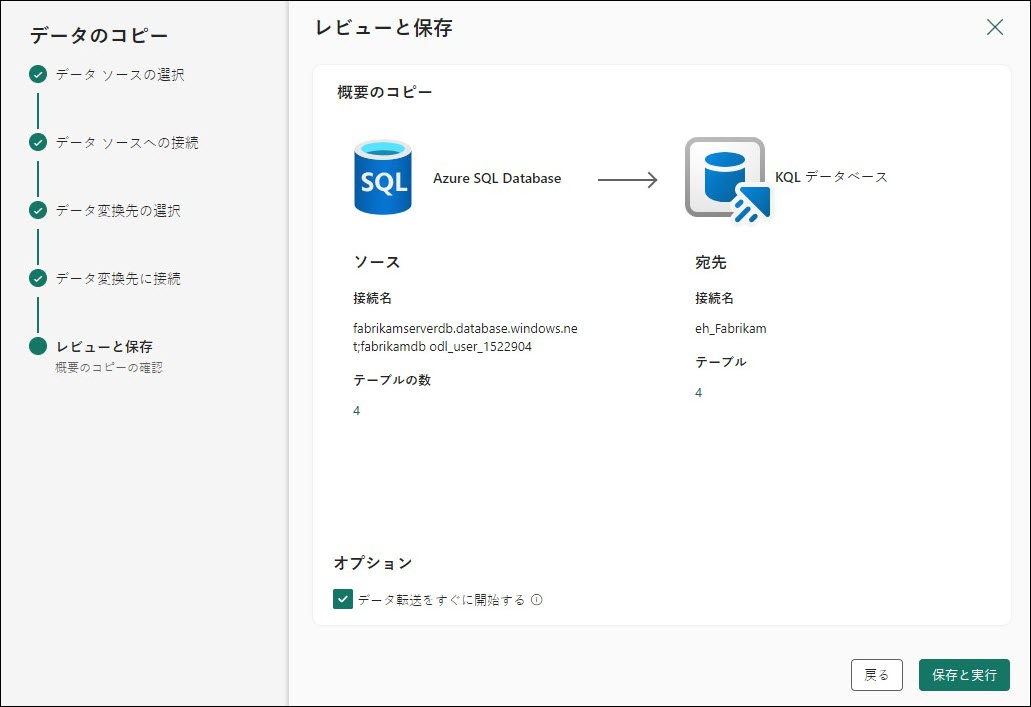 データのコピー
データ ソースの選択
データ ソースへの接続
データ変換先の選択
データ変換先に接続
レビューと保存
概要のコピーの確認
レビューと保存
概要のコピー
SQL
Azure SQL Database
KQL データベース
ソース
接続名
fabrikamserverdb.database.windows.ne
t;fabrikamdb odl_user_1522904
テーブルの数
4
宛先
接続名
eh_Fabrikam
テーブル
4
オプション
データ転送をすぐに開始する
戻る
保存と実行